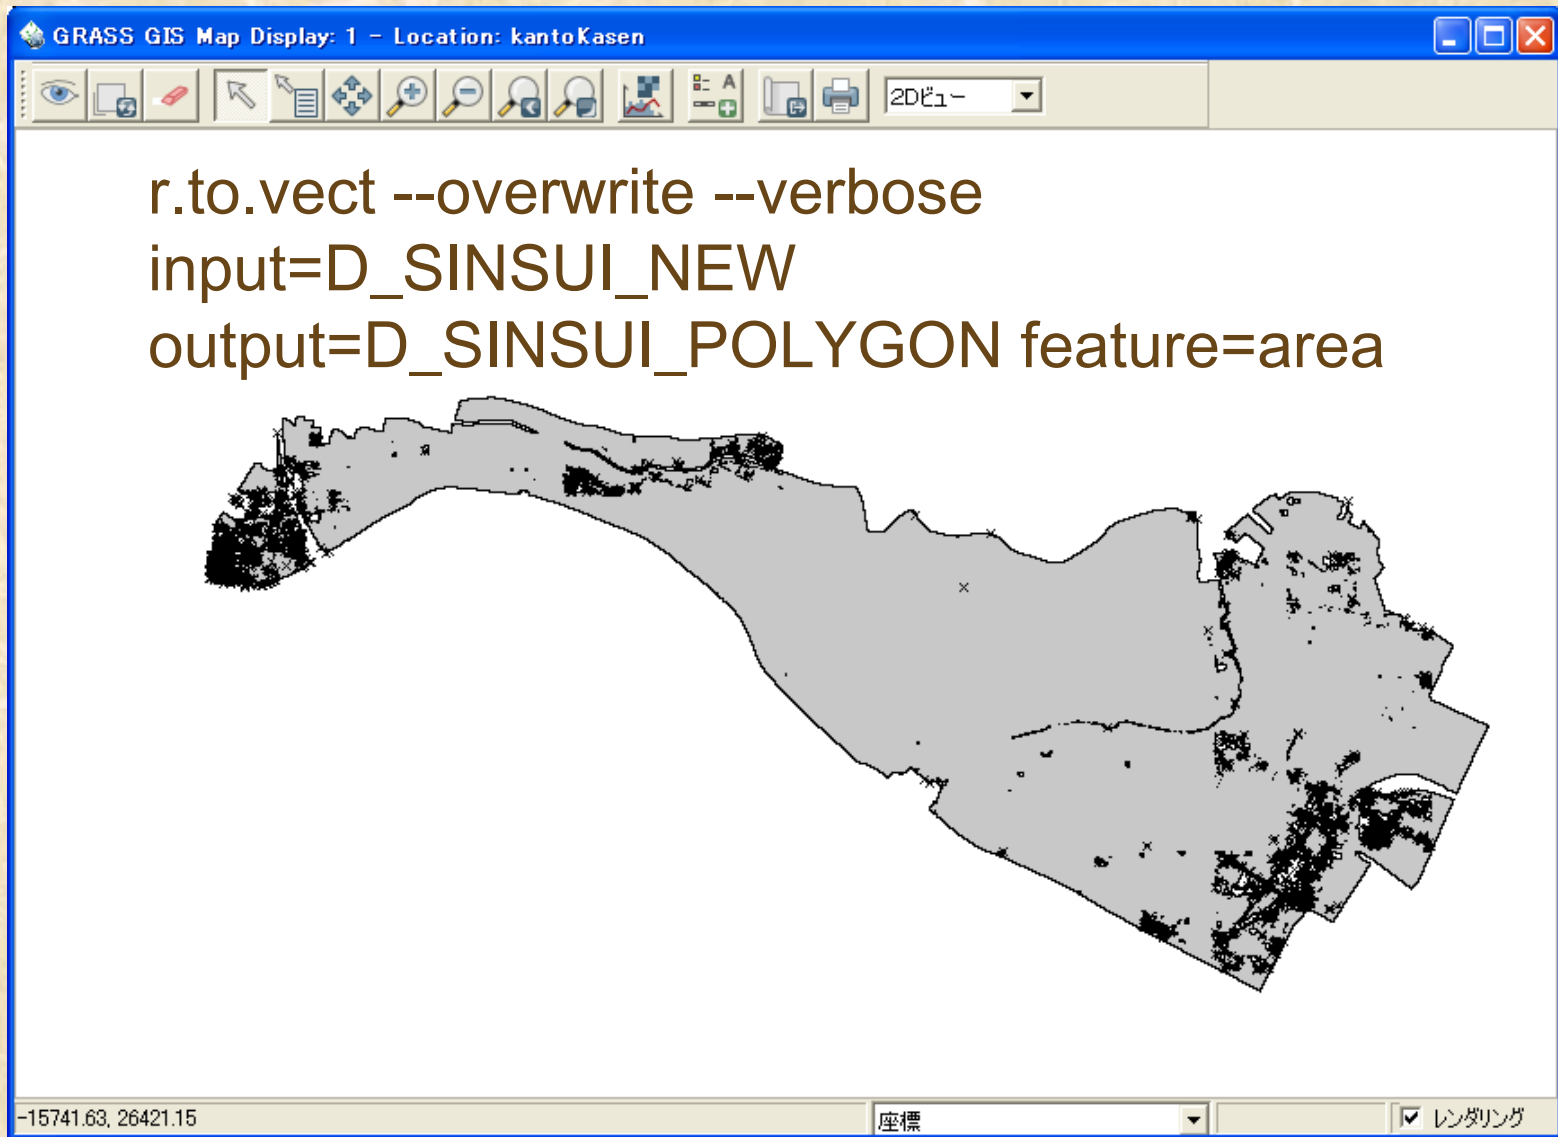 GRASS GIS Map Display: 1 - Location: kantoKasen
2Dビュー
r.to.vect --overwrite --verbose
input=D_SINSUI_NEW
output=D_SINSUI_POLYGON feature=area
-15741.63, 26421.15
座標
レンダリング